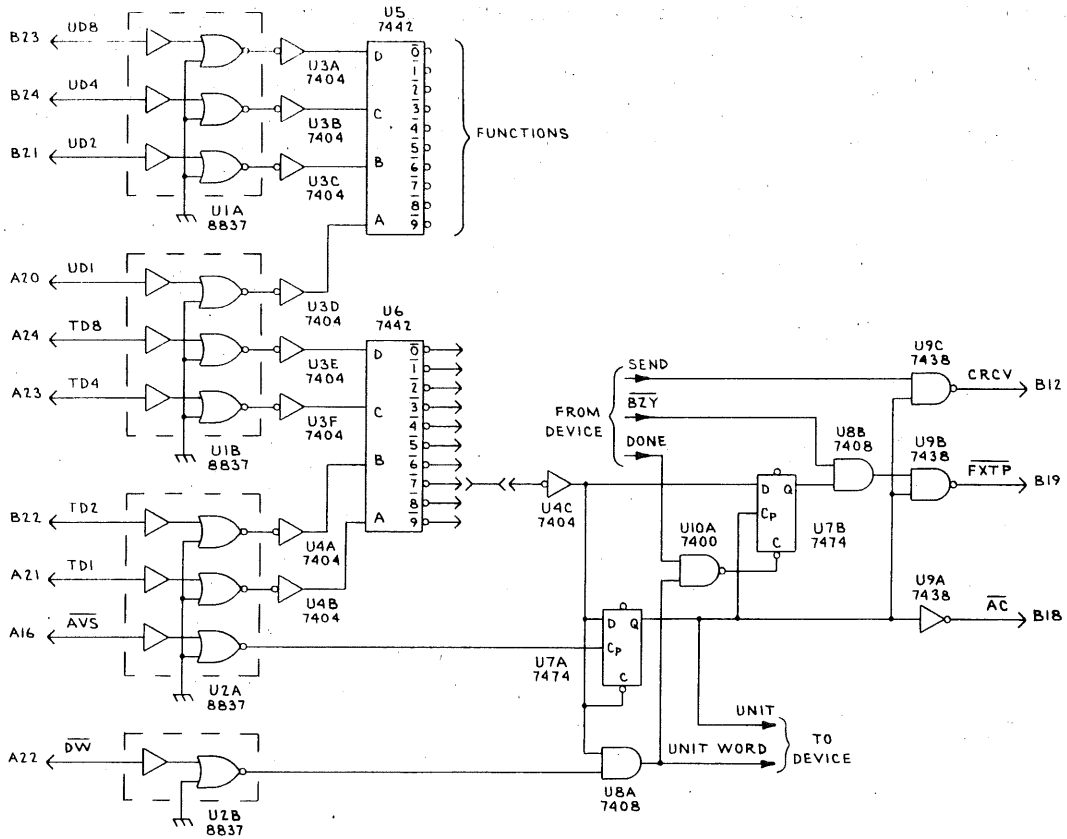 U5
7442
B23 UD8
D
0
U3A
7404
1
B24 UD4
2
C
3
U3B
7404
4
FUNCTIONS
B21 UD2
5
B
6
U3C
7404
7
8
A
9
U1A
8837
A20 UD1
U3D
7404
U6
7442
A24 TD8
D
0
U3E
7404
1
2
A23 TD4
C
3
U3F
7404
4
5
B
6
U1B
8837
7
8
A
9
B22 TD2
U4A
7404
A21 TD1
U4B
7404
A16 AVS
U2A
8837
A22 DW
U2B
8837
FROM
DEVICE
SEND
BZY
DONE
U4C
7404
U10A
7400
D Q
CP
C
U7B
7474
U8B
7408
U9C
7438
CRCV
B12
U9B
7438
FXTP
B19
U9A
7438
AC
B18
D Q
CP
C
U7A
7474
U8A
7408
UNIT
UNIT WORD
TO
DEVICE